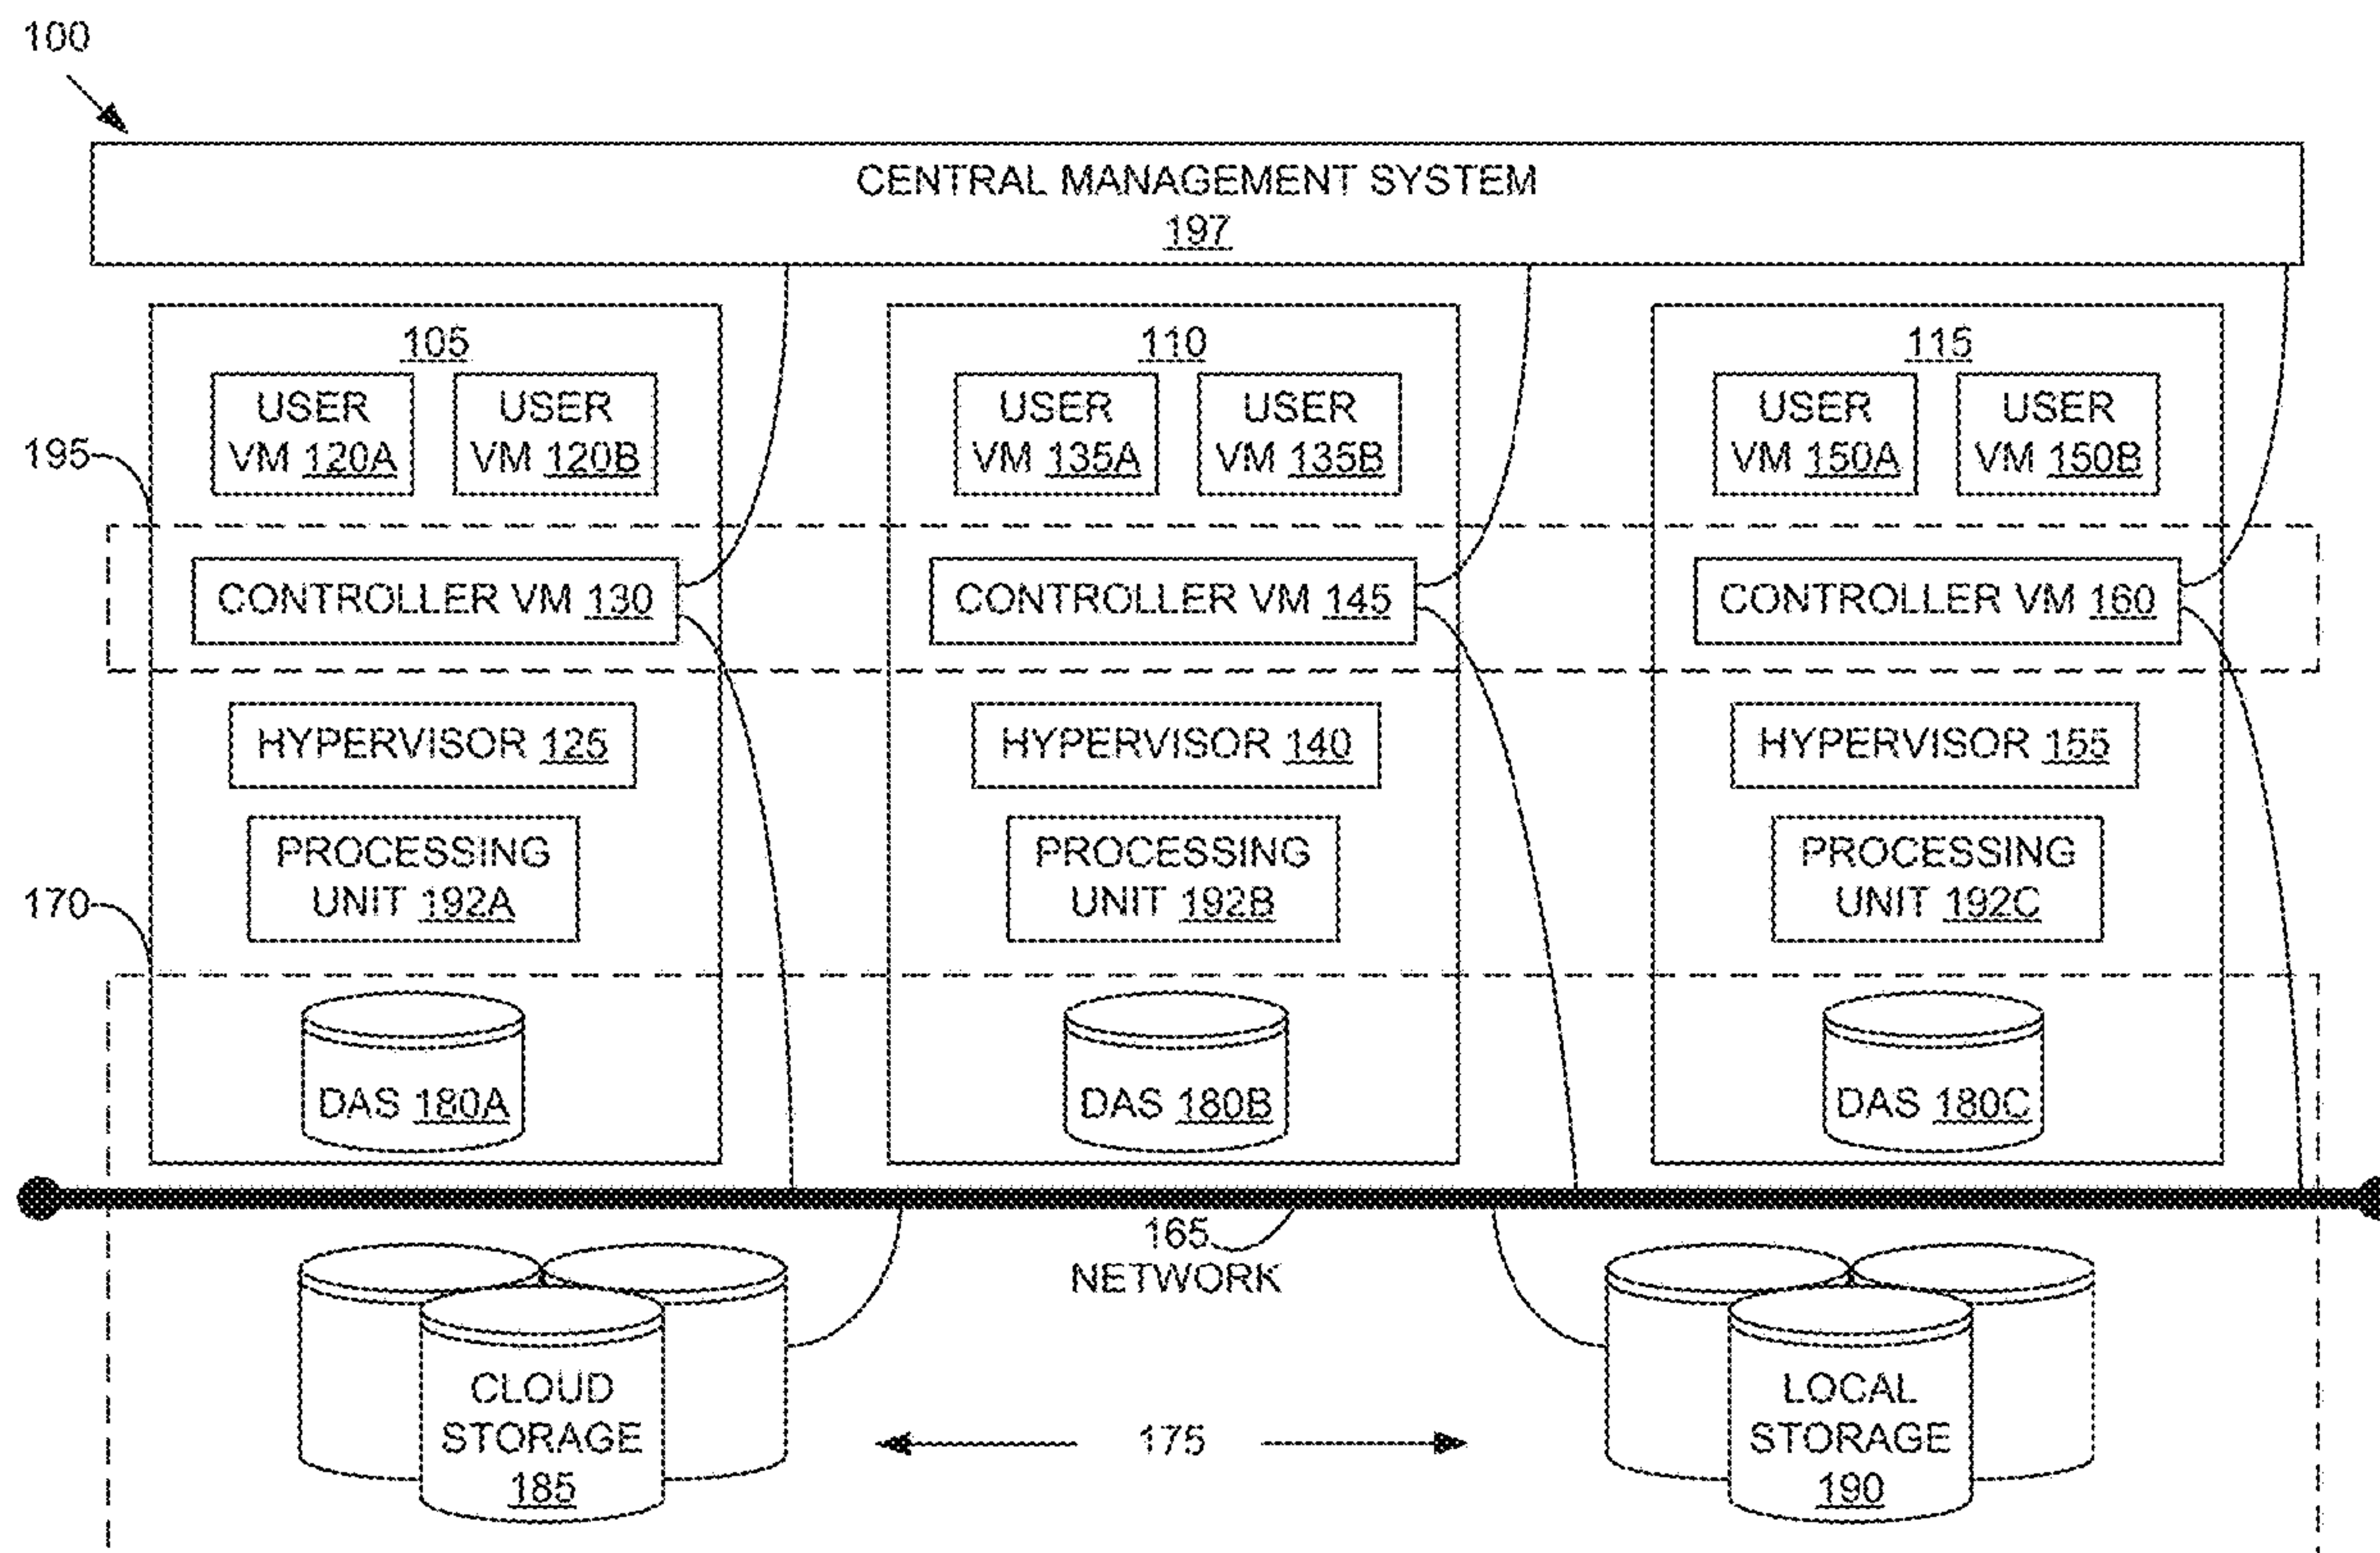 100
CENTRAL MANAGEMENT SYSTEM
197
105
110
115
USER
VM 120A
USER
VM 120B
USER
VM 135A
USER
VM 135B
USER
VM 150A
USER
VM 150B
195
CONTROLLER VM 130
CONTROLLER VM 145
CONTROLLER VM 160
HYPERVISOR 125
HYPERVISOR 140
HYPERVISOR 155
PROCESSING
UNIT 192A
PROCESSING
UNIT 192B
PROCESSING
UNIT 192C
170
DAS 180A
DAS 180B
DAS 180C
165
NETWORK
CLOUD
STORAGE
185
175
LOCAL
STORAGE
190